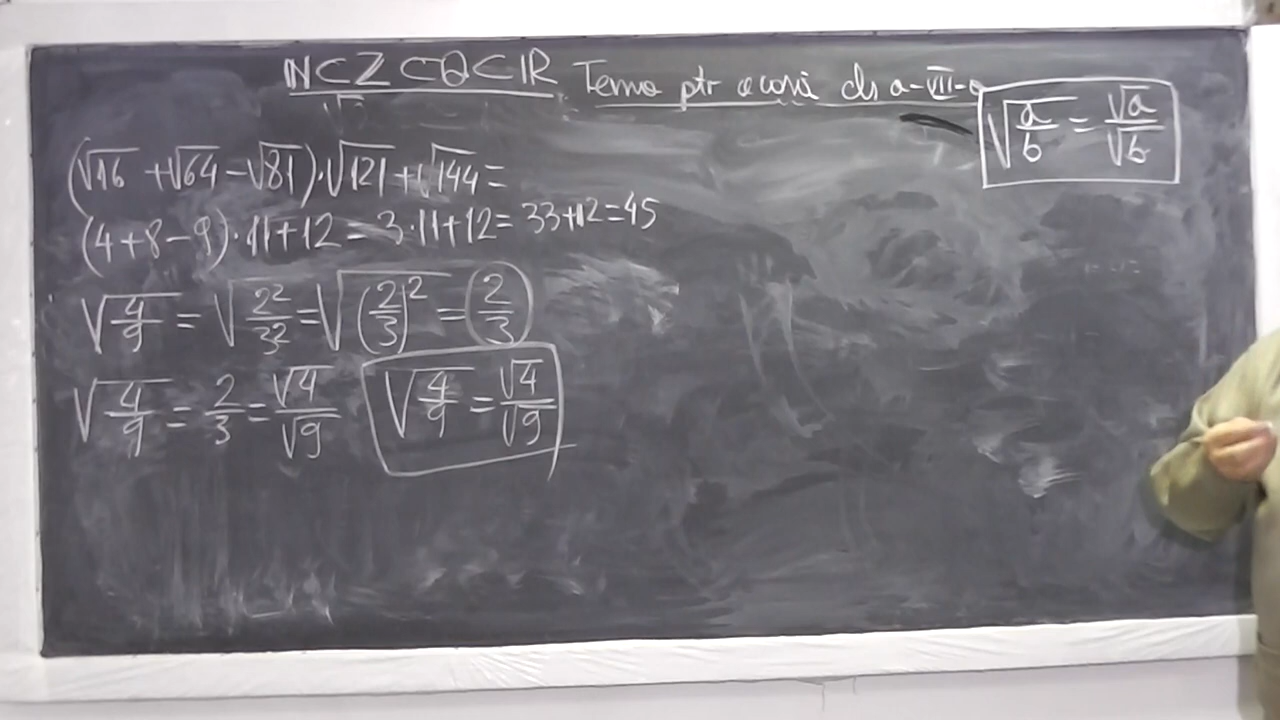 ℕ⊂ℤ⊂ℚ⊂ℝ Tema ptr acasă cls a-VII-a
√(a/b) = √a/√b
(√16 + √64 - √81)·√121 + √144 =
(4+8-9)·11+12 = 3·11+12 = 33+12 = 45
√(4/9) = √(2²/3²) = √((2/3)²) = 2/3
√(4/9) = 2/3 = √4/√9 √(4/9) = √4/√9